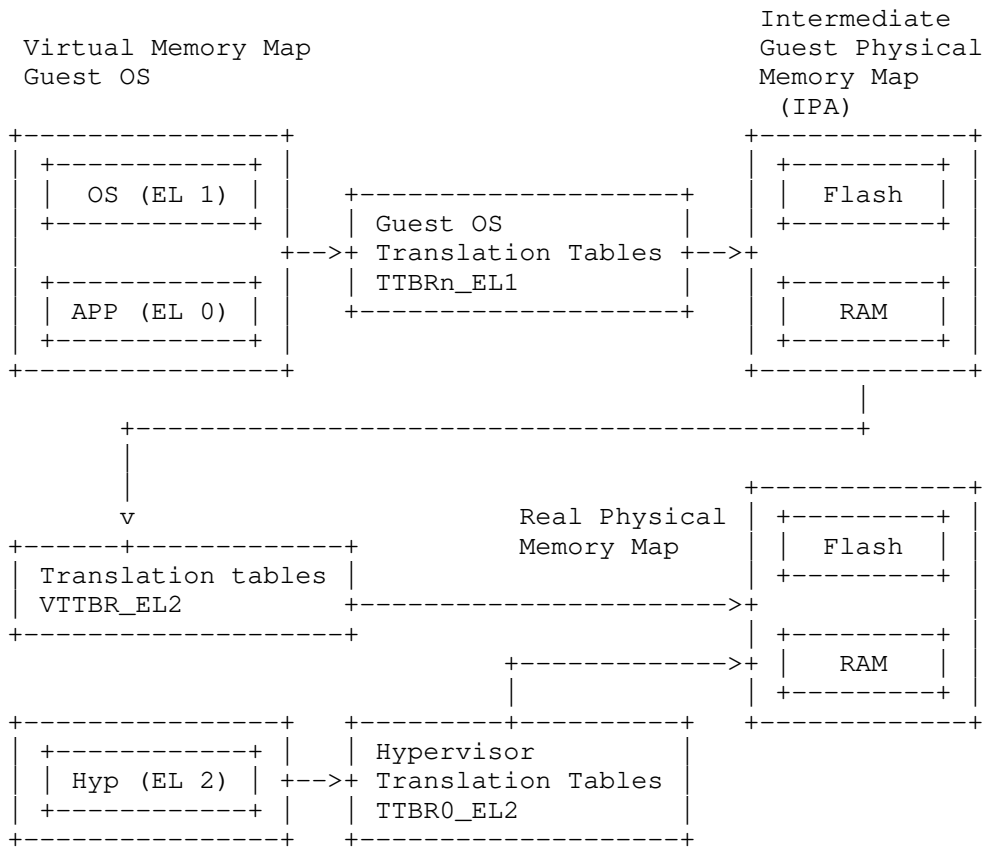 Virtual Memory Map
Guest OS
Intermediate
Guest Physical
Memory Map
(IPA)
OS (EL 1)
APP (EL 0)
Guest OS
Translation Tables
TTBRn_EL1
Flash
RAM
Translation tables
VTTBR_EL2
Real Physical
Memory Map
Flash
RAM
Hyp (EL 2)
Hypervisor
Translation Tables
TTBR0_EL2